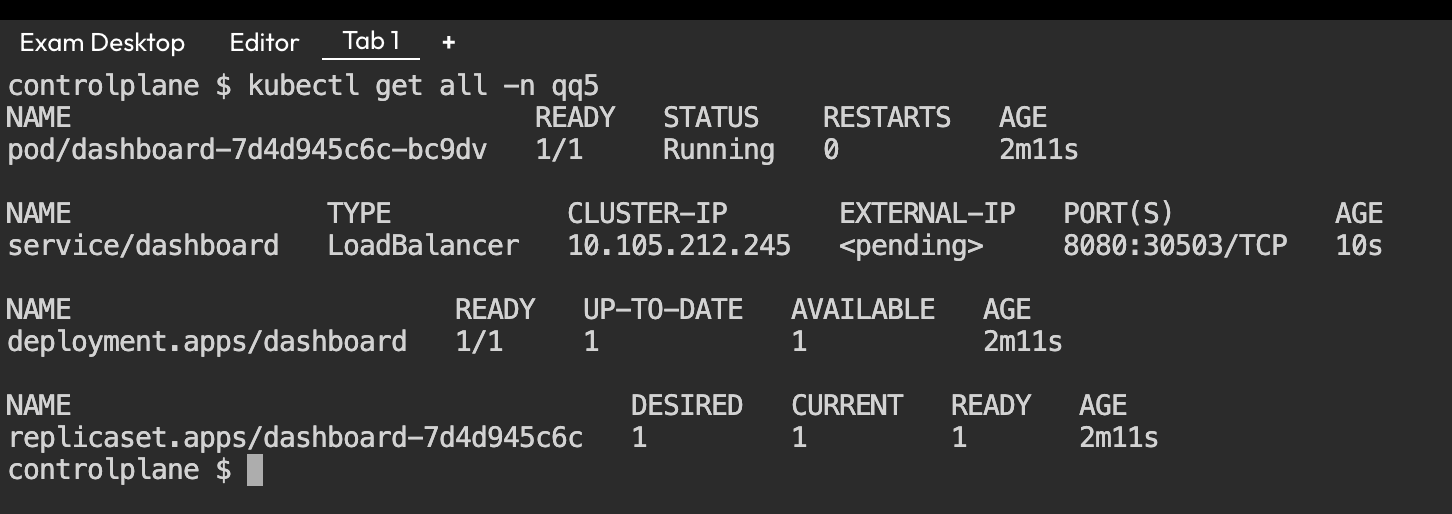 Exam Desktop Editor Tab 1 +
controlplane $ kubectl get all -n qq5
NAME READY STATUS RESTARTS AGE
pod/dashboard-7d4d945c6c-bc9dv 1/1 Running 0 2m11s
NAME TYPE CLUSTER-IP EXTERNAL-IP PORT(S) AGE
service/dashboard LoadBalancer 10.105.212.245 <pending> 8080:30503/TCP 10s
NAME READY UP-TO-DATE AVAILABLE AGE
deployment.apps/dashboard 1/1 1 1 2m11s
NAME DESIRED CURRENT READY AGE
replicaset.apps/dashboard-7d4d945c6c 1 1 1 2m11s
controlplane $